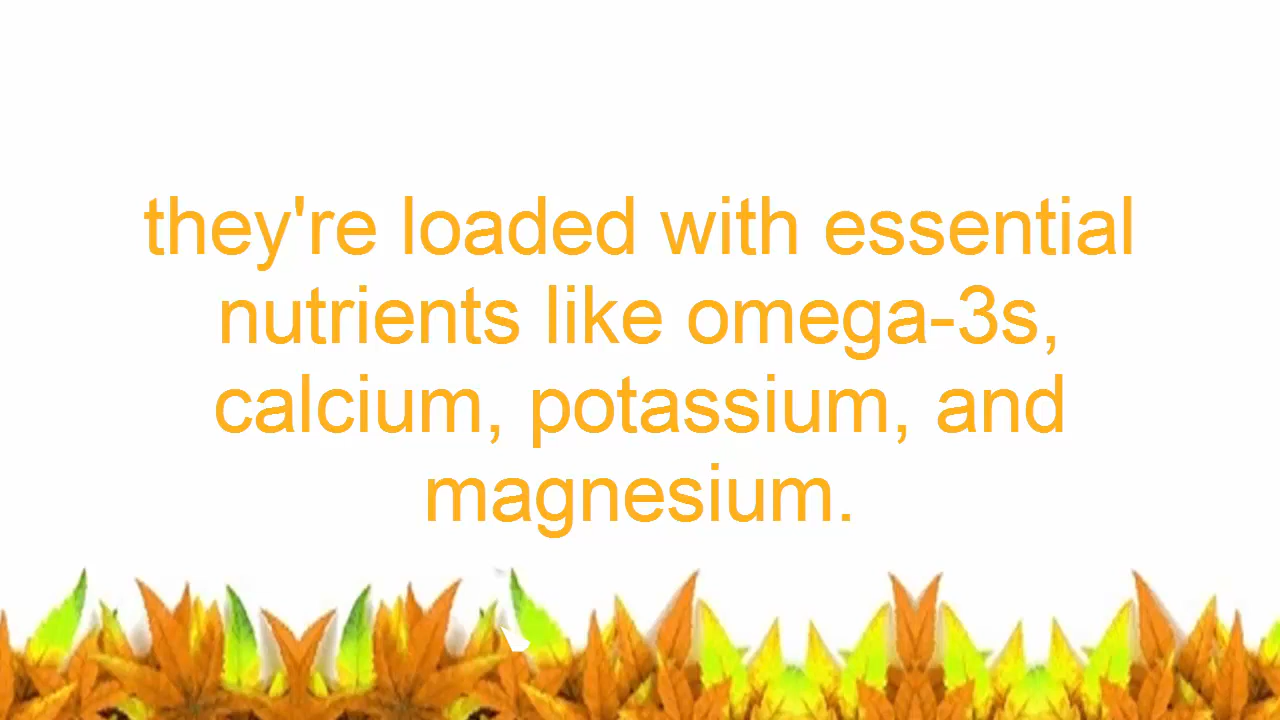 they're loaded with essential
nutrients like omega-3s,
calcium, potassium, and
magnesium.